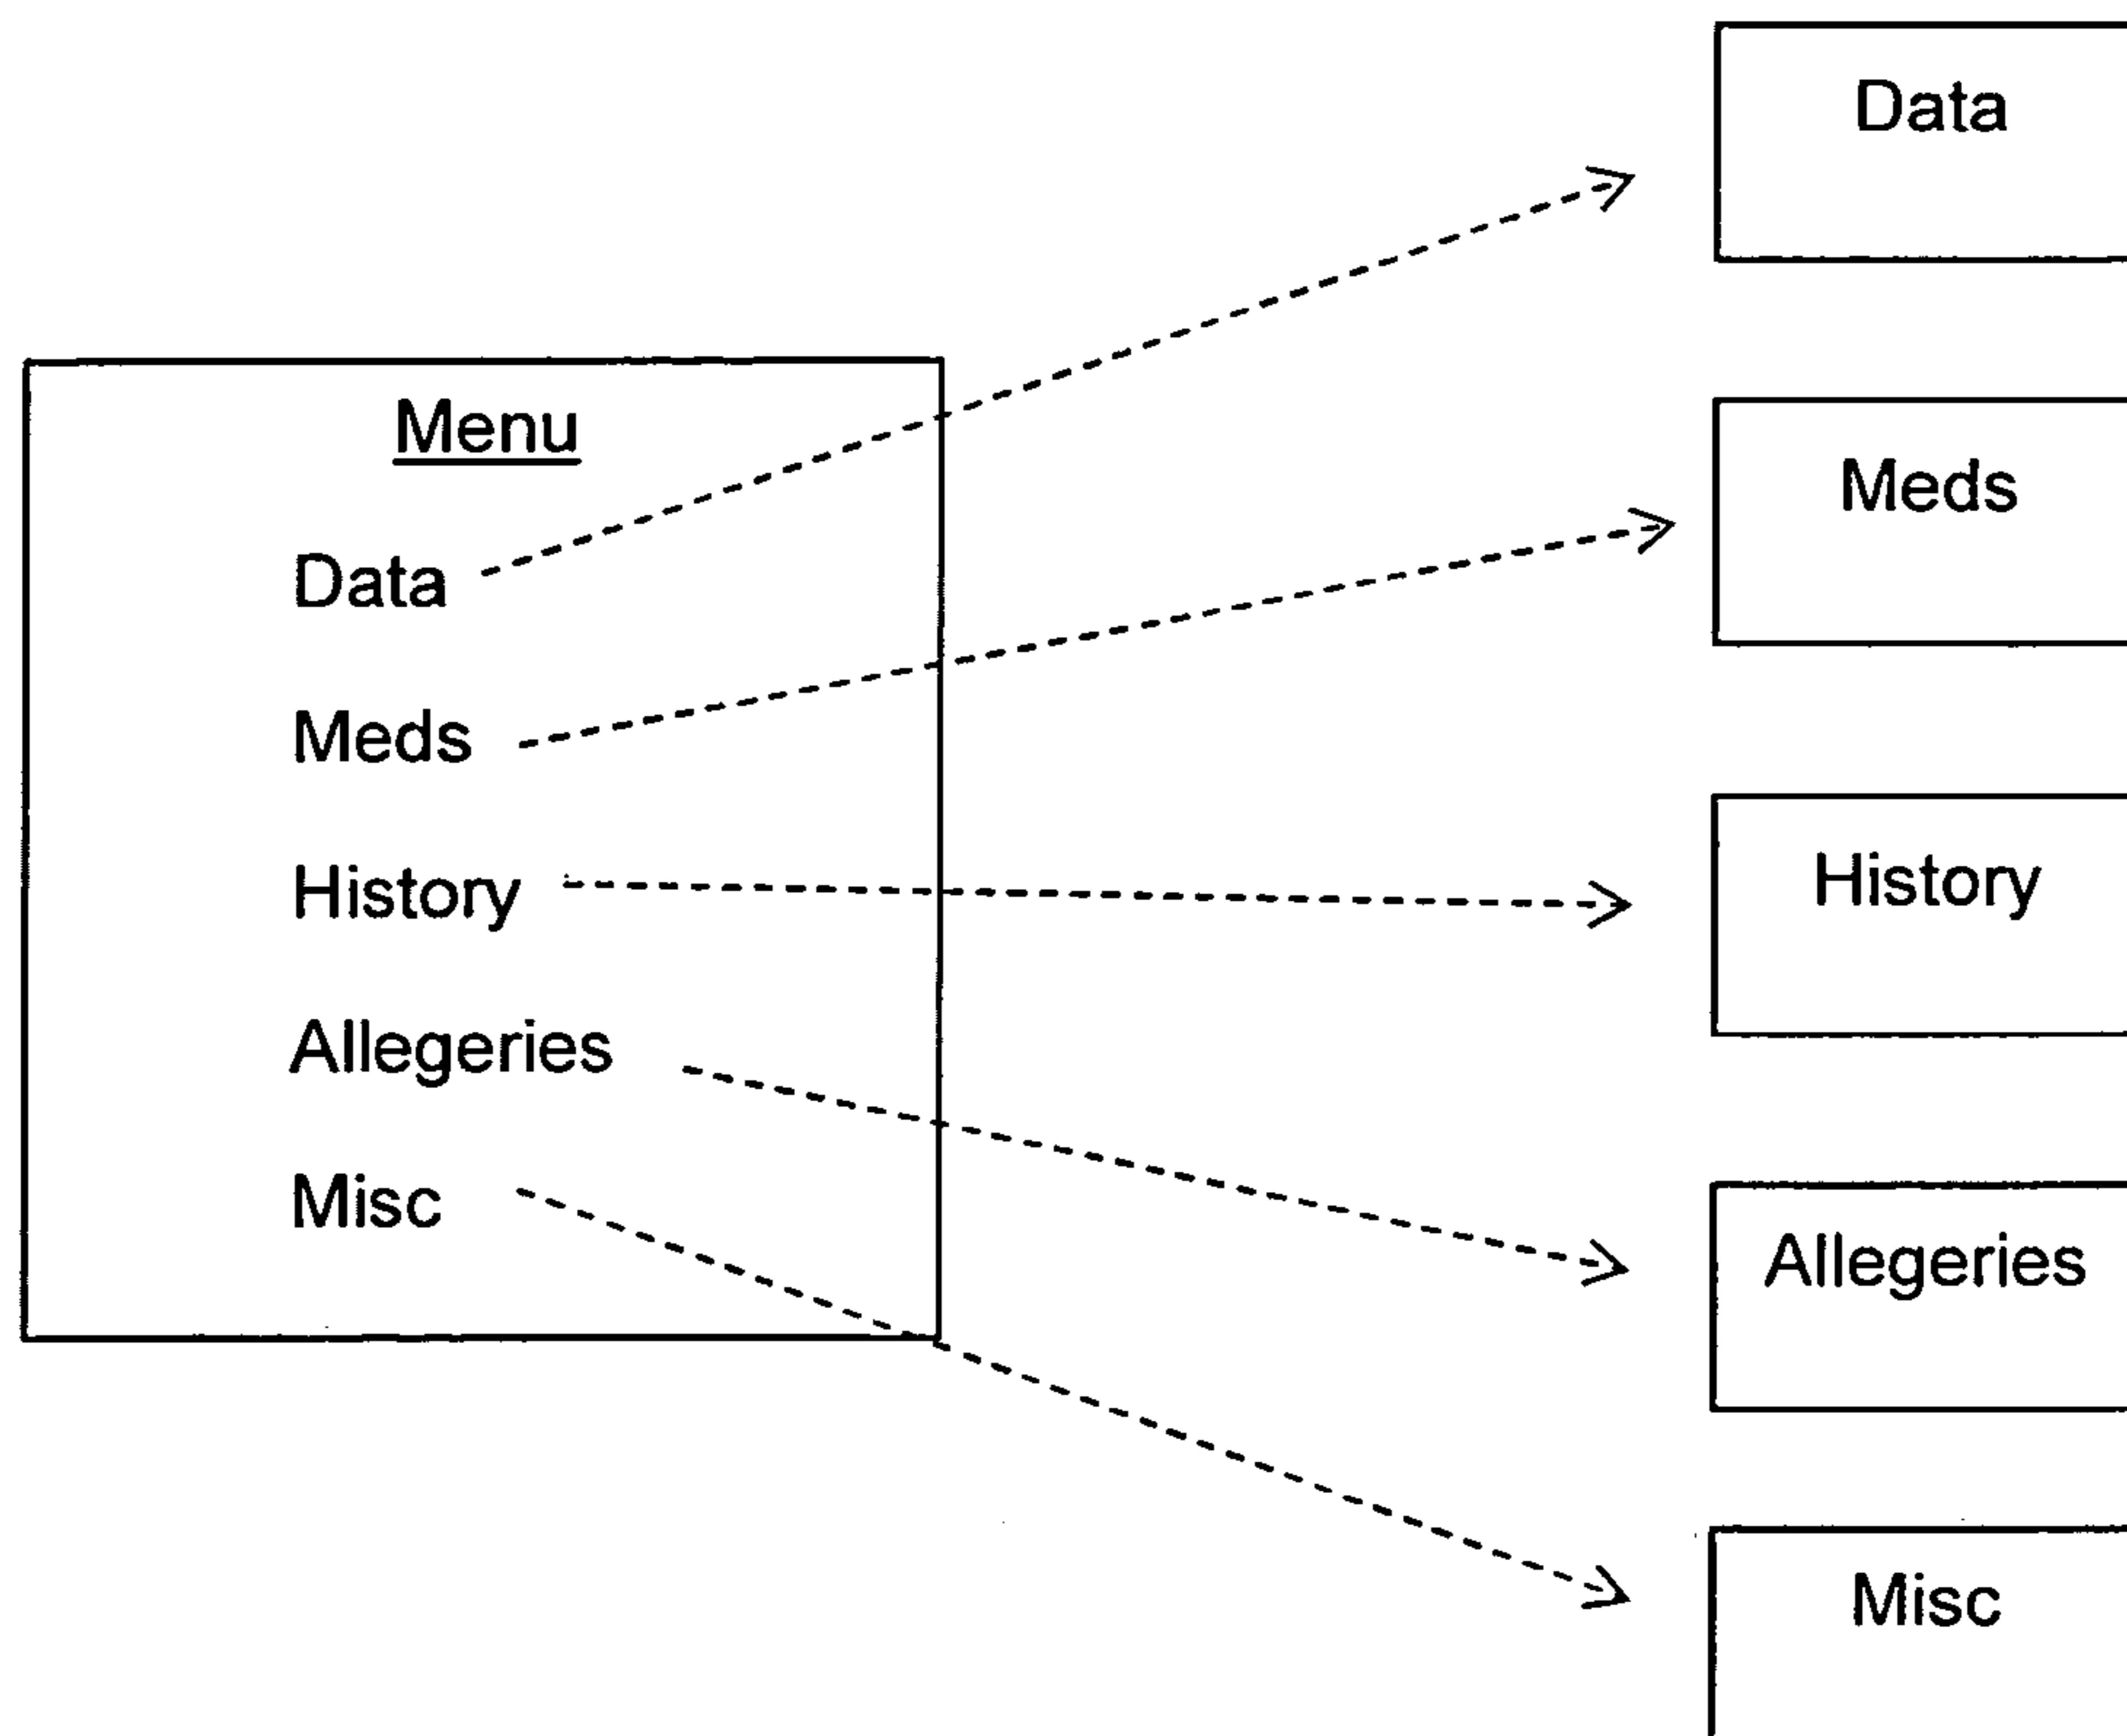 Menu
Data
Meds
History
Allegeries
Misc
Data
Meds
History
Allegeries
Misc